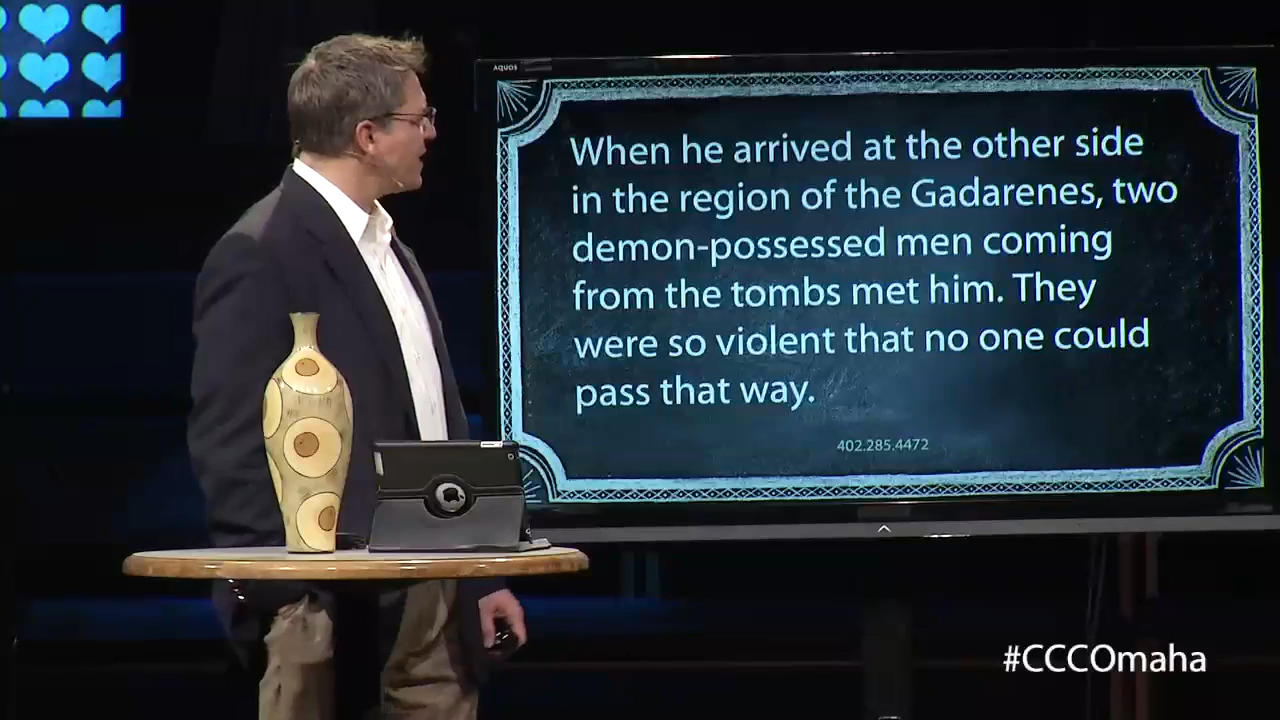 AQUOS
When he arrived at the other side
in the region of the Gadarenes, two
demon-possessed men coming
from the tombs met him. They
were so violent that no one could
pass that way.
402.285.4472
#CCCOmaha